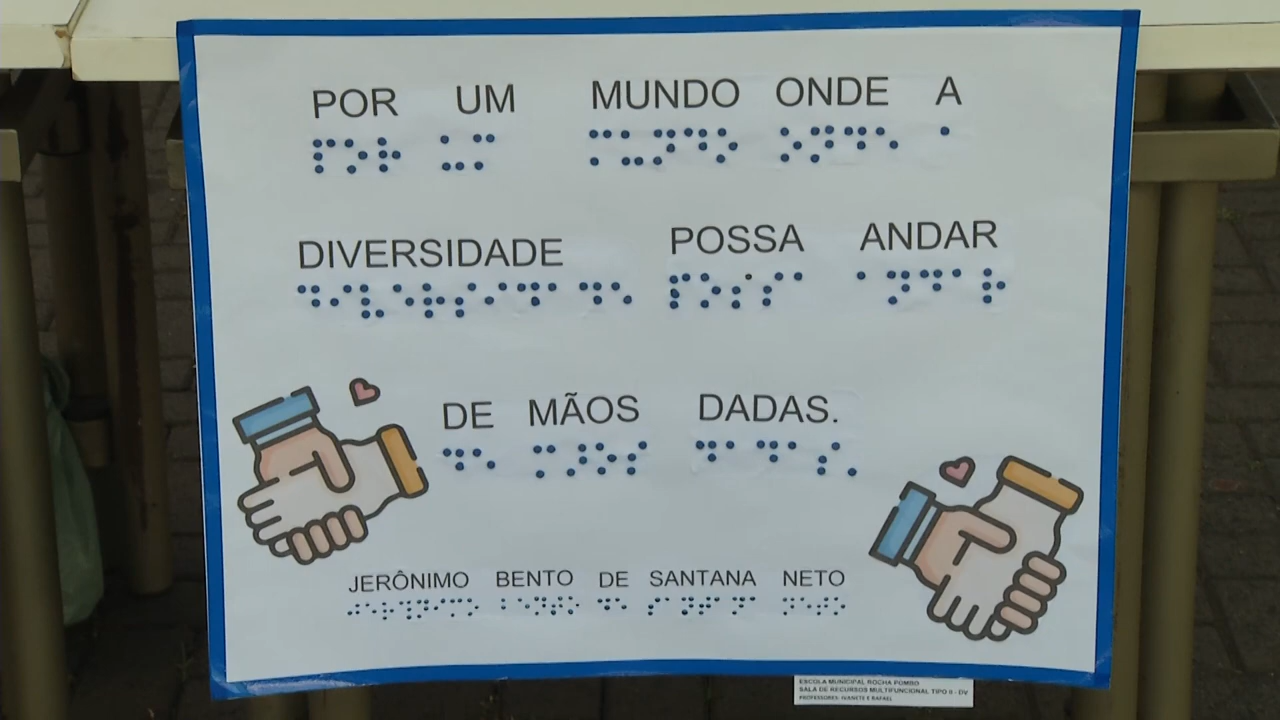 POR UM MUNDO ONDE A
⠏⠕⠗ ⠥⠍ ⠍⠥⠝⠙⠕ ⠕⠝⠙⠑ ⠁
DIVERSIDADE POSSA ANDAR
⠙⠊⠧⠑⠗⠎⠊⠙⠁⠙⠑ ⠏⠕⠎⠎⠁ ⠁⠝⠙⠁⠗
DE MÃOS DADAS.
⠙⠑ ⠍⠜⠕⠎ ⠙⠁⠙⠁⠎⠄
JERÔNIMO BENTO DE SANTANA NETO
ESCOLA MUNICIPAL ROCHA POMBO
SALA DE RECURSOS MULTIFUNCIONAL TIPO II - DV
PROFESSORES: IVANETE E RAFAEL